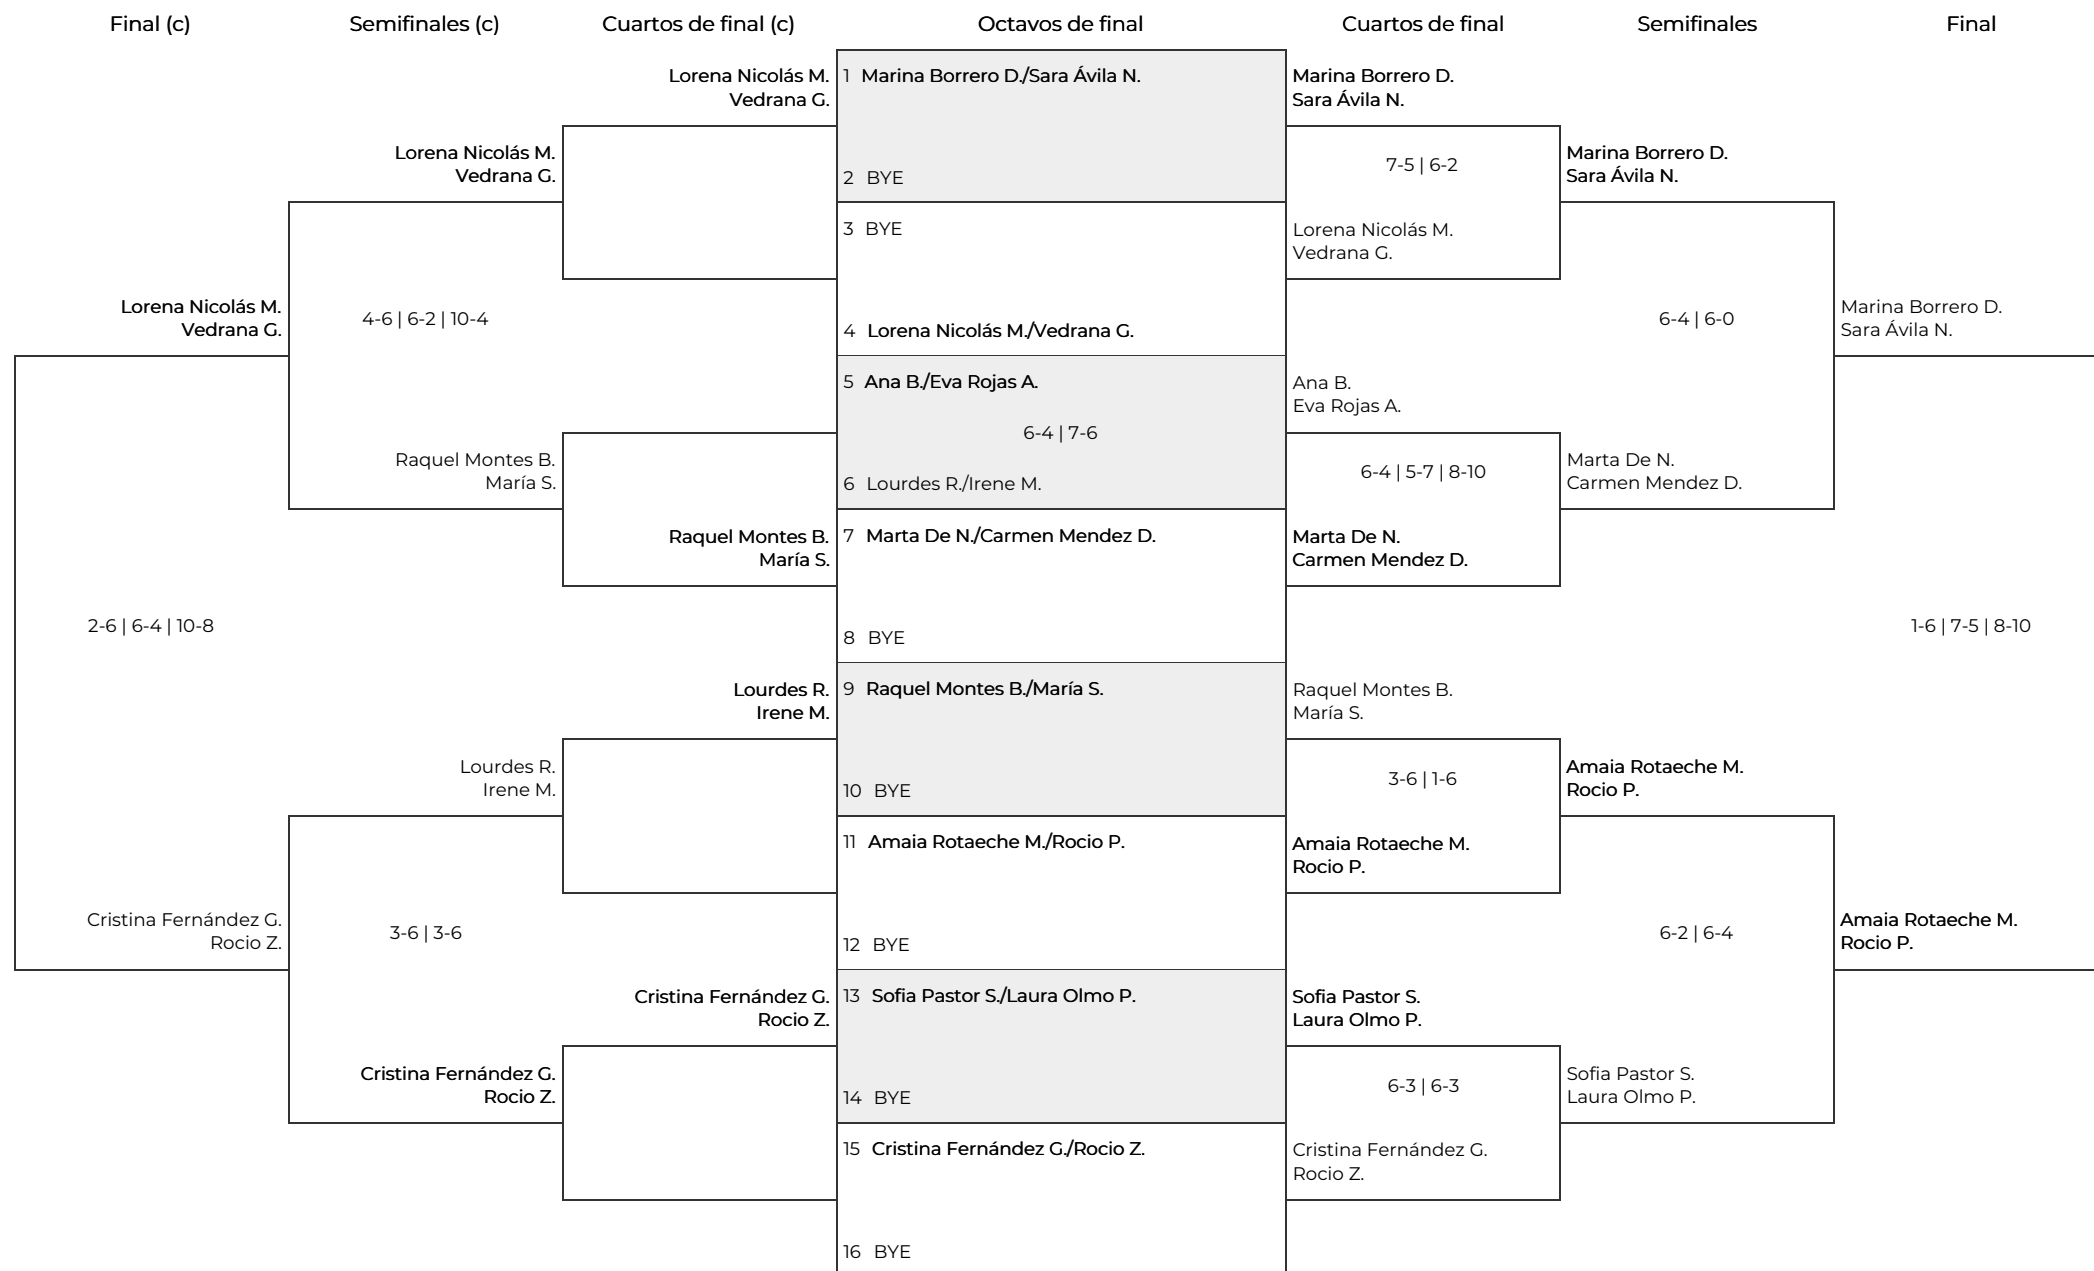 Final (c)
Semifinales (c)
Cuartos de final (c)
Octavos de final
Cuartos de final
Semifinales
Final
Lorena Nicolás M.
Vedrana G.
Lorena Nicolás M.
Vedrana G.
Lorena Nicolás M.
Vedrana G.
4-6 | 6-2 | 10-4
Raquel Montes B.
María S.
Raquel Montes B.
María S.
2-6 | 6-4 | 10-8
Lourdes R.
Irene M.
Lourdes R.
Irene M.
Cristina Fernández G.
Rocio Z.
3-6 | 3-6
Cristina Fernández G.
Rocio Z.
Cristina Fernández G.
Rocio Z.
1 Marina Borrero D./Sara Ávila N.
2 BYE
3 BYE
4 Lorena Nicolás M./Vedrana G.
5 Ana B./Eva Rojas A.
6-4 | 7-6
6 Lourdes R./Irene M.
7 Marta De N./Carmen Mendez D.
8 BYE
9 Raquel Montes B./María S.
10 BYE
11 Amaia Rotaeche M./Rocio P.
12 BYE
13 Sofia Pastor S./Laura Olmo P.
14 BYE
15 Cristina Fernández G./Rocio Z.
16 BYE
Marina Borrero D.
Sara Ávila N.
7-5 | 6-2
Lorena Nicolás M.
Vedrana G.
Ana B.
Eva Rojas A.
6-4 | 5-7 | 8-10
Marta De N.
Carmen Mendez D.
Raquel Montes B.
María S.
3-6 | 1-6
Amaia Rotaeche M.
Rocio P.
Sofia Pastor S.
Laura Olmo P.
6-3 | 6-3
Cristina Fernández G.
Rocio Z.
Marina Borrero D.
Sara Ávila N.
6-4 | 6-0
Marta De N.
Carmen Mendez D.
Amaia Rotaeche M.
Rocio P.
6-2 | 6-4
Sofia Pastor S.
Laura Olmo P.
Marina Borrero D.
Sara Ávila N.
1-6 | 7-5 | 8-10
Amaia Rotaeche M.
Rocio P.